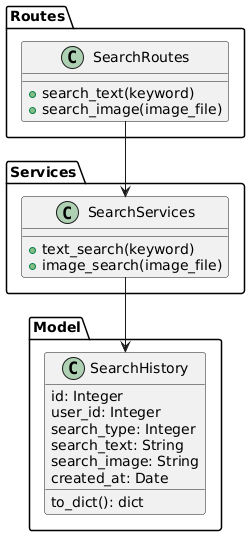 Routes
C SearchRoutes
search_text(keyword)
search_image(image_file)
Services
C SearchServices
text_search(keyword)
image_search(image_file)
Model
C SearchHistory
id: Integer
user_id: Integer
search_type: Integer
search_text: String
search_image: String
created_at: Date
to_dict(): dict